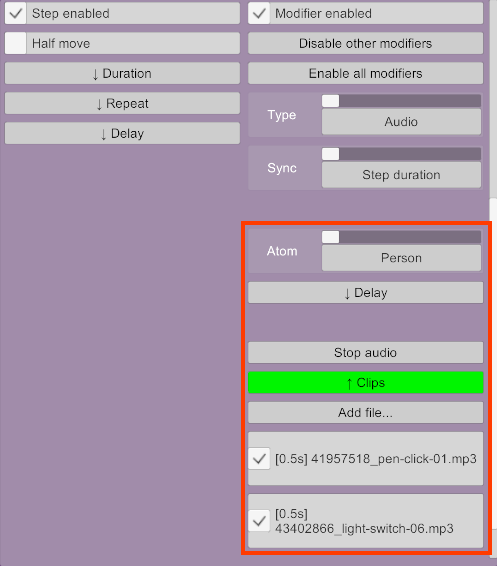 Step enabled
Half move
↓ Duration
↓ Repeat
↓ Delay
Modifier enabled
Disable other modifiers
Enable all modifiers
Type
Audio
Sync
Step duration
Atom
Person
↓ Delay
Stop audio
↑ Clips
Add file...
[0.5s] 41957518_pen-click-01.mp3
[0.5s]
43402866_light-switch-06.mp3